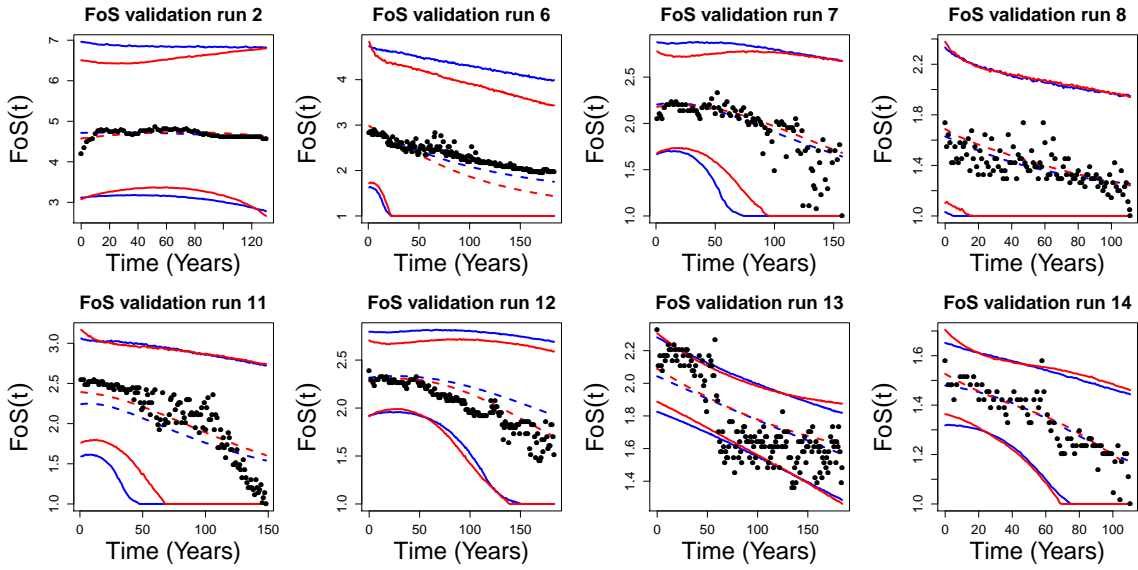 FoS validation run 2
FoS validation run 6
FoS validation run 7
FoS validation run 8
FoS(t)
3 4 5 6 7
0 20 40 60 80 120
Time (Years)
FoS(t)
1 2 3 4
0 50 100 150
Time (Years)
FoS(t)
1.0 1.5 2.0 2.5
0 50 100 150
Time (Years)
FoS(t)
1.0 1.2 1.6 2.0 2.4
0 20 40 60 80 100
Time (Years)
FoS validation run 11
FoS validation run 12
FoS validation run 13
FoS validation run 14
FoS(t)
1.0 1.5 2.0 2.5 3.0
0 50 100 150
Time (Years)
FoS(t)
1.0 1.5 2.0 2.5
0 50 100 150
Time (Years)
FoS(t)
1.4 1.6 1.8 2.0 2.2
0 50 100 150
Time (Years)
FoS(t)
1.0 1.2 1.4 1.6
0 20 40 60 80 100
Time (Years)